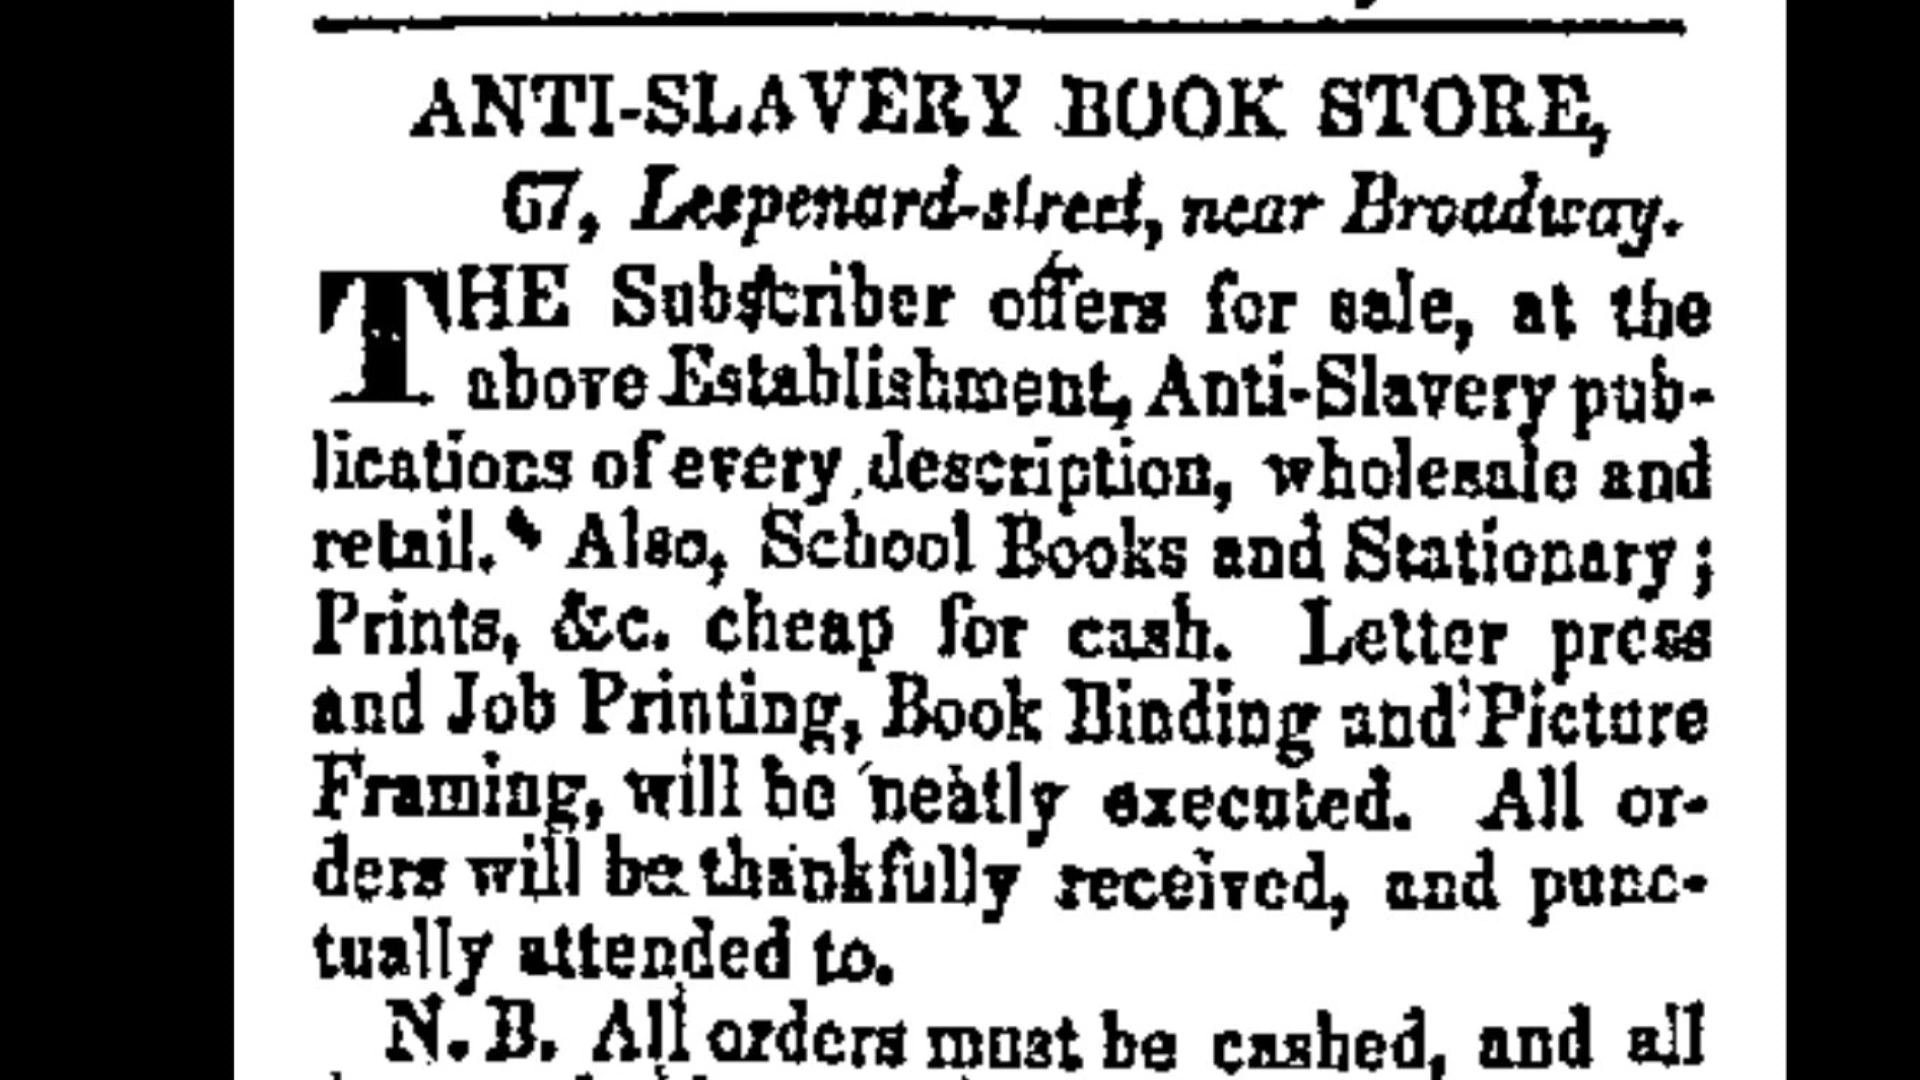 ANTI-SLAVERY BOOK STORE,
67, Lespenard-street, near Broadway.
THE Subscriber offers for sale, at the
above Establishment, Anti-Slavery pub-
lications of every description, wholesale and
retail. Also, School Books and Stationary;
Prints, &c. cheap for cash. Letter press
and Job Printing, Book Binding and Picture
Framing, will be neatly executed. All or-
ders will be thankfully received, and punc-
tually attended to.
N. B. All orders must be cashed, and all